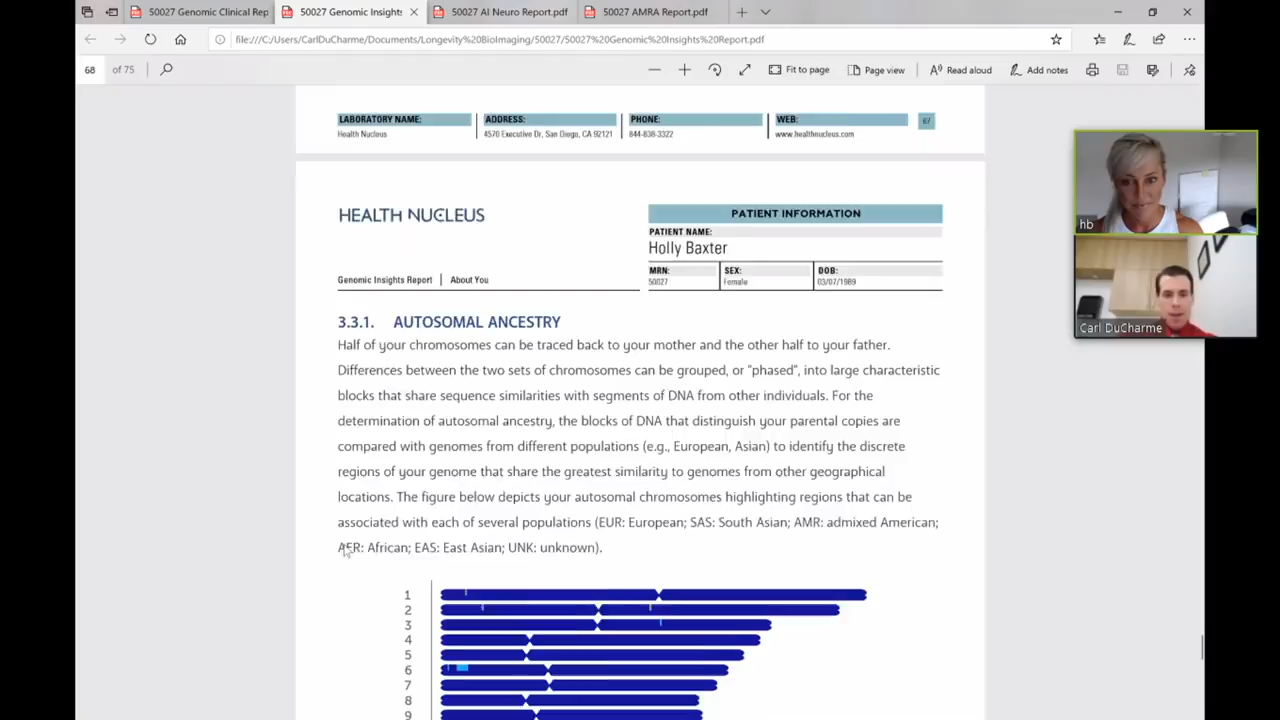 50027 Genomic Clinical Rep
50027 Genomic Insights
50027 AI Neuro Report.pdf
50027 AMRA Report.pdf
file:///C:/Users/CarlDuCharme/Documents/Longevity%20BioImaging/50027/50027%20Genomic%20Insights%20Report.pdf
68 of 75
Fit to page
Page view
Read aloud
Add notes
LABORATORY NAME: ADDRESS: PHONE: WEB: 67
Health Nucleus 4570 Executive Dr, San Diego, CA 92121 844-838-3322 www.healthnucleus.com
HEALTH NUCLEUS
PATIENT INFORMATION
PATIENT NAME:
Holly Baxter
MRN: SEX: DOB:
50027 Female 03/07/1989
Genomic Insights Report | About You
3.3.1. AUTOSOMAL ANCESTRY
Half of your chromosomes can be traced back to your mother and the other half to your father.
Differences between the two sets of chromosomes can be grouped, or "phased", into large characteristic
blocks that share sequence similarities with segments of DNA from other individuals. For the
determination of autosomal ancestry, the blocks of DNA that distinguish your parental copies are
compared with genomes from different populations (e.g., European, Asian) to identify the discrete
regions of your genome that share the greatest similarity to genomes from other geographical
locations. The figure below depicts your autosomal chromosomes highlighting regions that can be
associated with each of several populations (EUR: European; SAS: South Asian; AMR: admixed American;
AFR: African; EAS: East Asian; UNK: unknown).
1
2
3
4
5
6
7
8
9
hb
Carl DuCharme